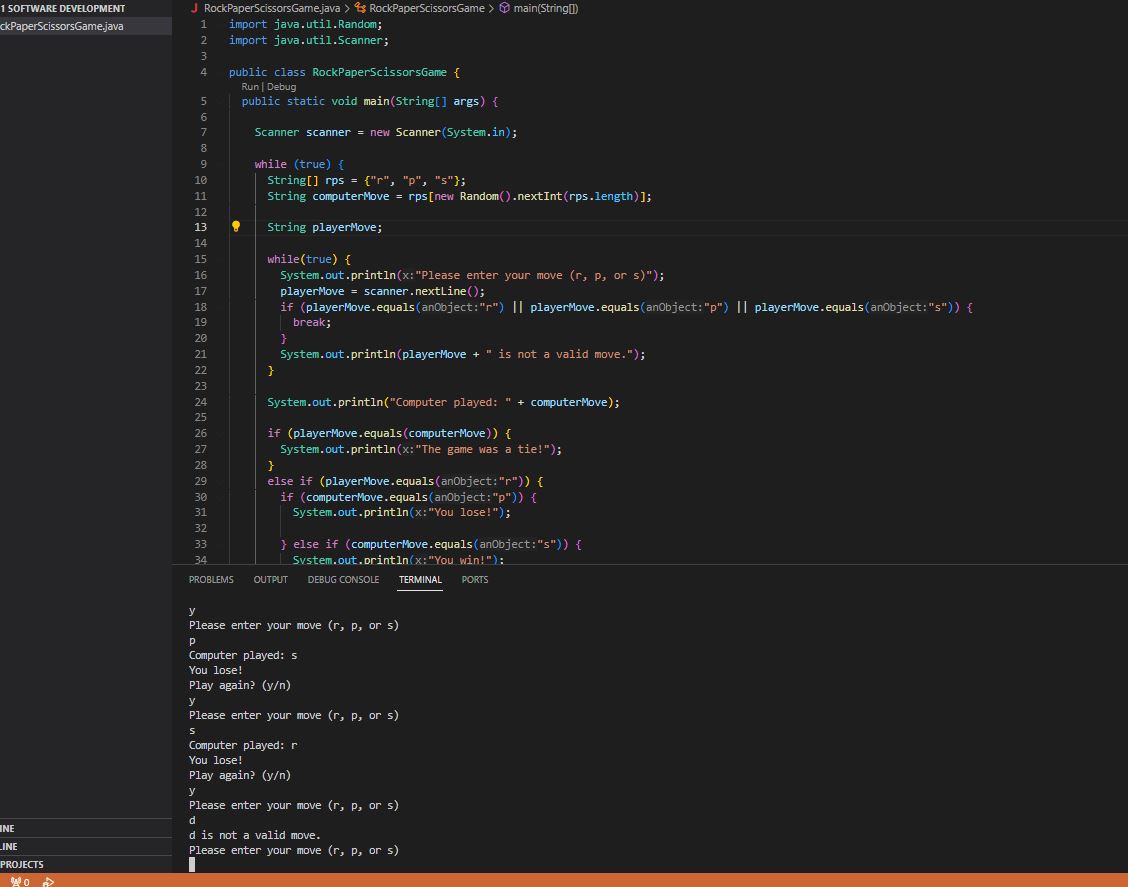 1 SOFTWARE DEVELOPMENT
ckPaperScissorsGame.java
J RockPaperScissorsGame.java > RockPaperScissorsGame > main(String[])
1 import java.util.Random;
2 import java.util.Scanner;
3
4 public class RockPaperScissorsGame {
Run | Debug
5 public static void main(String[] args) {
6
7 Scanner scanner = new Scanner(System.in);
8
9 while (true) {
10 String[] rps = {"r", "p", "s"};
11 String computerMove = rps[new Random().nextInt(rps.length)];
12
13 String playerMove;
14
15 while(true) {
16 System.out.println(x:"Please enter your move (r, p, or s)");
17 playerMove = scanner.nextLine();
18 if (playerMove.equals(anObject:"r") || playerMove.equals(anObject:"p") || playerMove.equals(anObject:"s")) {
19 break;
20 }
21 System.out.println(playerMove + " is not a valid move.");
22 }
23
24 System.out.println("Computer played: " + computerMove);
25
26 if (playerMove.equals(computerMove)) {
27 System.out.println(x:"The game was a tie!");
28 }
29 else if (playerMove.equals(anObject:"r")) {
30 if (computerMove.equals(anObject:"p")) {
31 System.out.println(x:"You lose!");
32
33 } else if (computerMove.equals(anObject:"s")) {
34 System.out.println(x:"You win!");
PROBLEMS OUTPUT DEBUG CONSOLE TERMINAL PORTS
y
Please enter your move (r, p, or s)
p
Computer played: s
You lose!
Play again? (y/n)
y
Please enter your move (r, p, or s)
s
Computer played: r
You lose!
Play again? (y/n)
y
Please enter your move (r, p, or s)
d
d is not a valid move.
Please enter your move (r, p, or s)
INE
LINE
PROJECTS
0